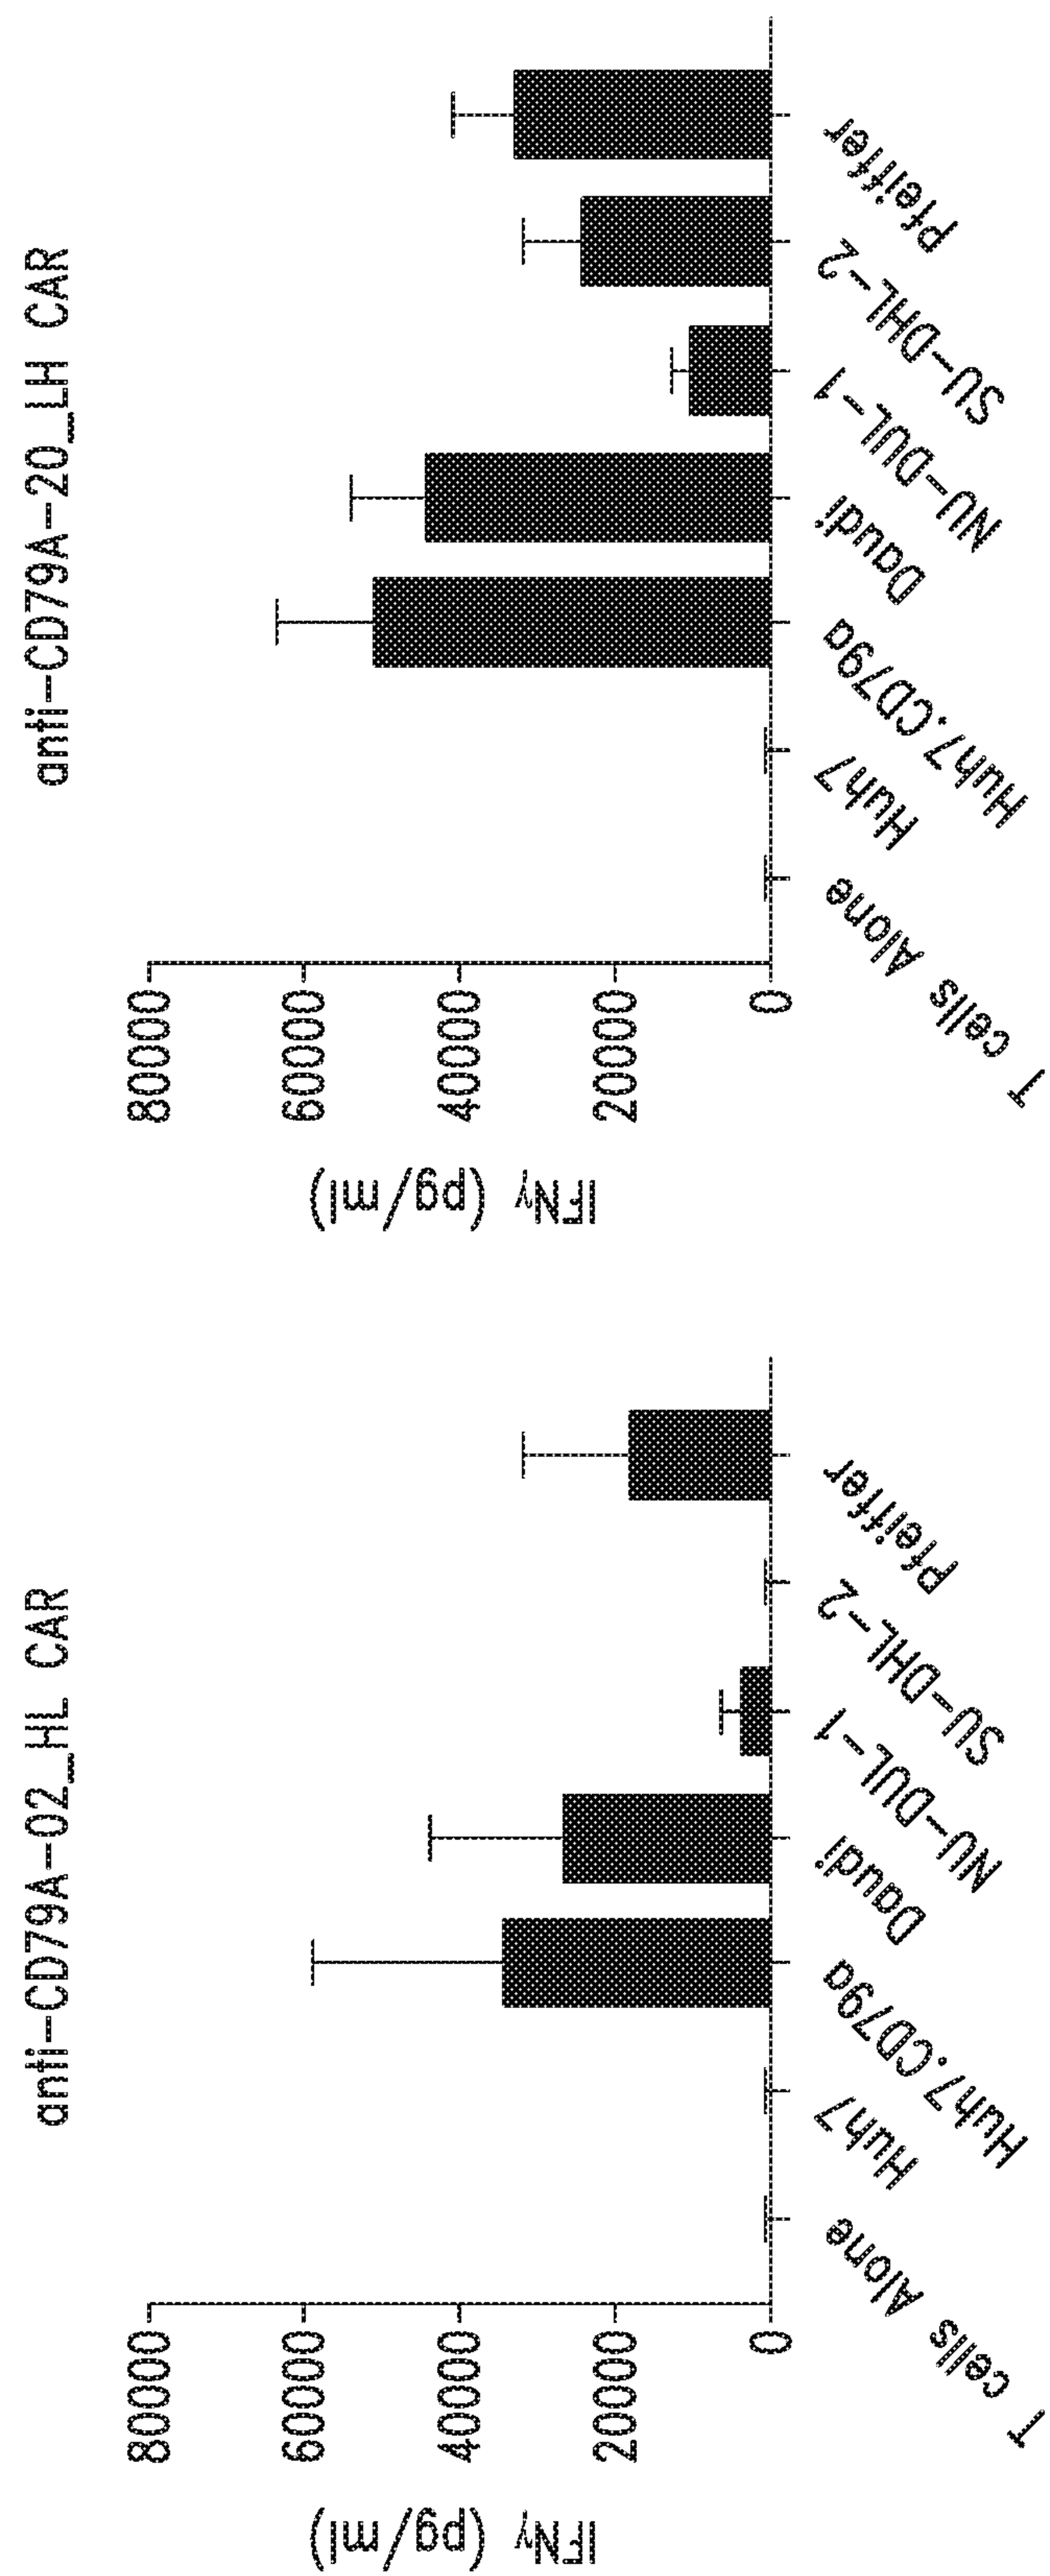 anti-CD79A-02_HL CAR
IFNγ (pg/ml)
80000
60000
40000
20000
0
T cells Alone
Huh7
Huh7.CD79a
Daudi
NU-DUL-1
SU-DHL-2
Pfeiffer
anti-CD79A-20_LH CAR
IFNγ (pg/ml)
80000
60000
40000
20000
0
T cells Alone
Huh7
Huh7.CD79a
Daudi
NU-DUL-1
SU-DHL-2
Pfeiffer